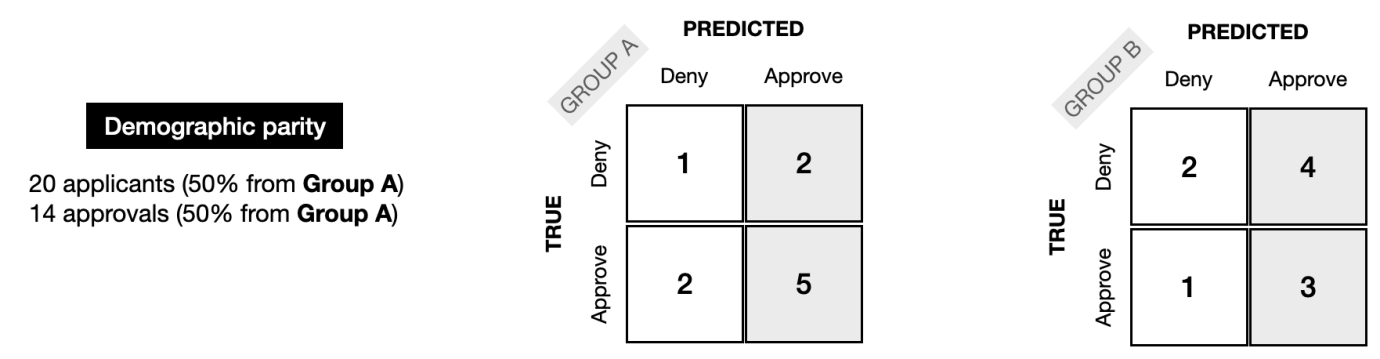 Demographic parity
20 applicants (50% from Group A)
14 approvals (50% from Group A)
GROUP A
PREDICTED
Deny Approve
TRUE
Deny 1 2
Approve 2 5
GROUP B
PREDICTED
Deny Approve
TRUE
Deny 2 4
Approve 1 3